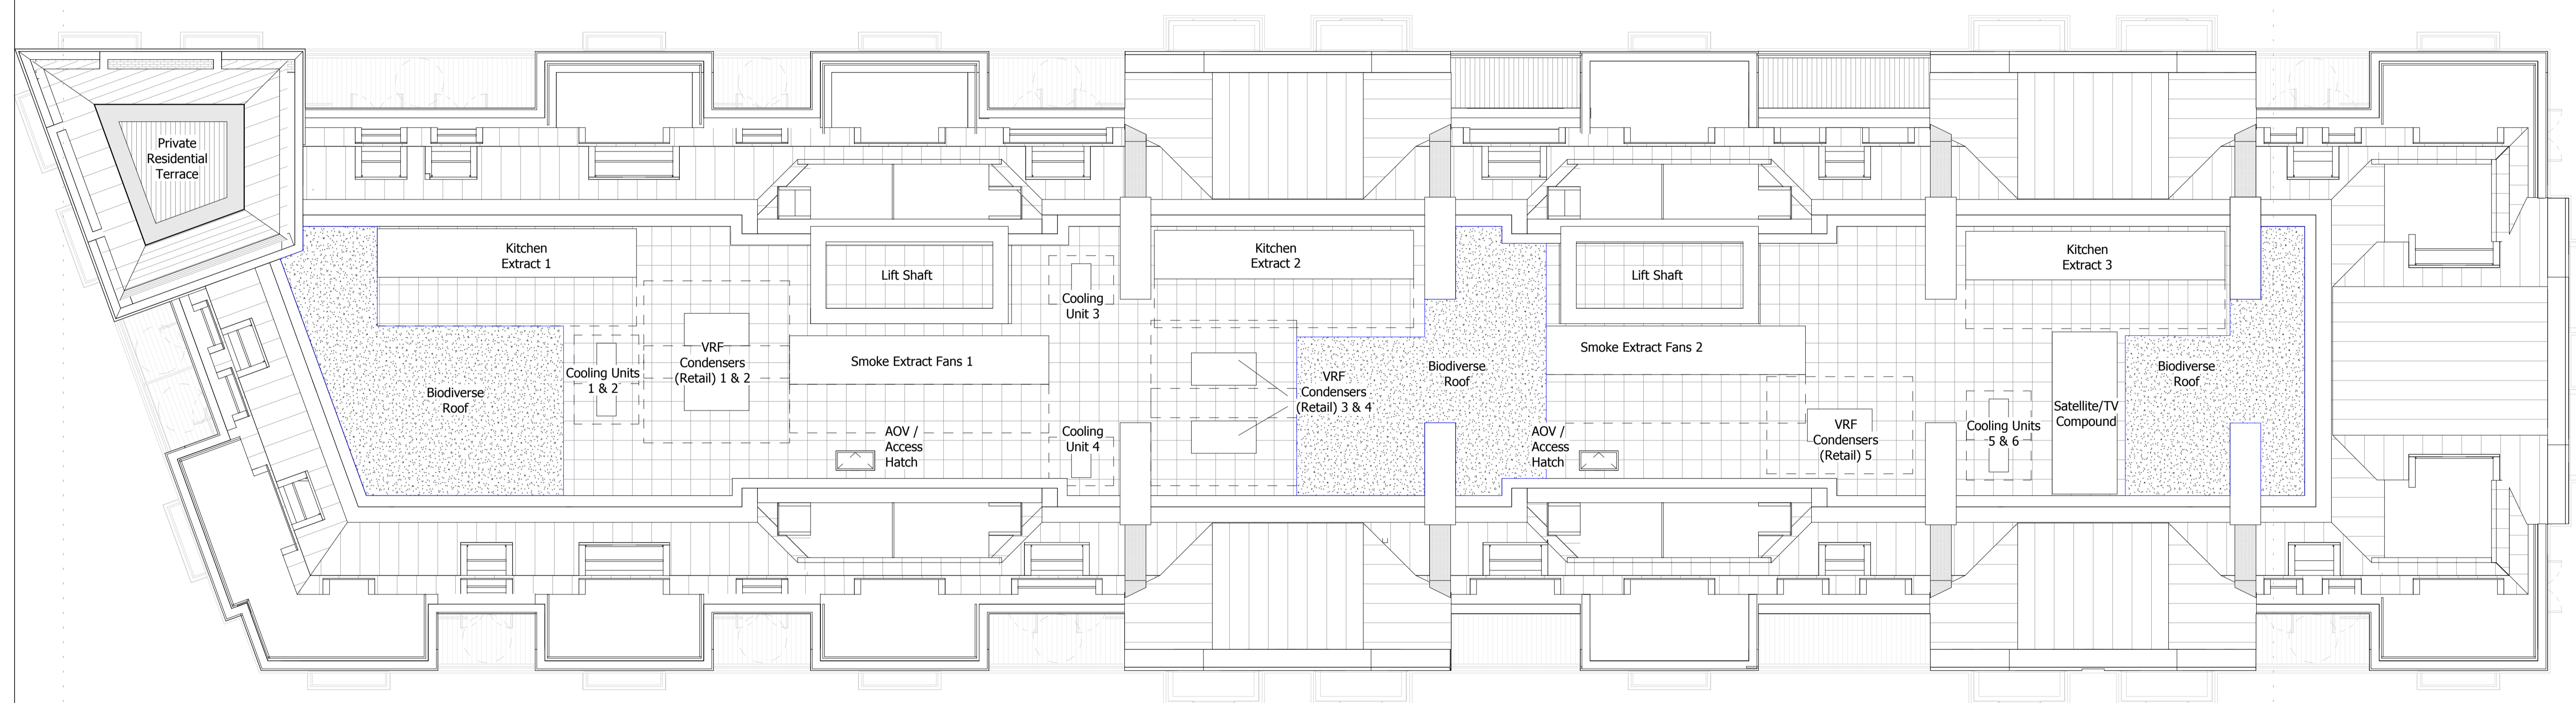 Private
Residential
Terrace
Kitchen
Extract 1
Lift Shaft
Cooling
Unit 3
Kitchen
Extract 2
Lift Shaft
Kitchen
Extract 3
Biodiverse
Roof
Cooling Units
1 & 2
VRF
Condensers
(Retail) 1 & 2
Smoke Extract Fans 1
AOV /
Access
Hatch
Cooling
Unit 4
VRF
Condensers
(Retail) 3 & 4
Biodiverse
Roof
Smoke Extract Fans 2
AOV /
Access
Hatch
VRF
Condensers
(Retail) 5
Cooling Units
5 & 6
Satellite/TV
Compound
Biodiverse
Roof